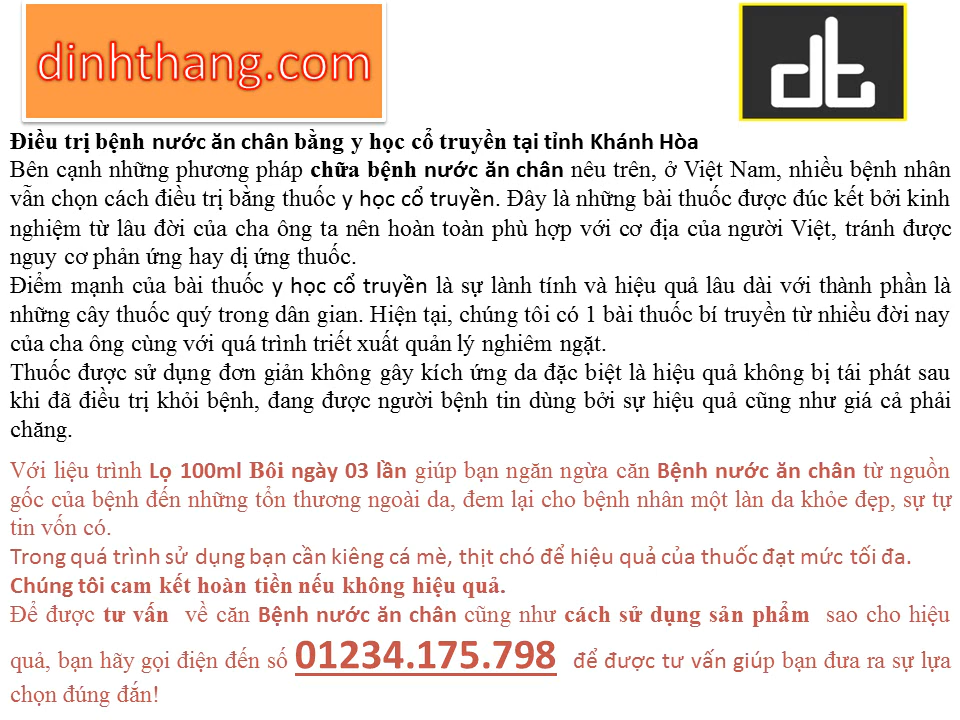 dinhthang.com
dt
Điều trị bệnh nước ăn chân bằng y học cổ truyền tại tỉnh Khánh Hòa
Bên cạnh những phương pháp chữa bệnh nước ăn chân nêu trên, ở Việt Nam, nhiều bệnh nhân
vẫn chọn cách điều trị bằng thuốc y học cổ truyền. Đây là những bài thuốc được đúc kết bởi kinh
nghiệm từ lâu đời của cha ông ta nên hoàn toàn phù hợp với cơ địa của người Việt, tránh được
nguy cơ phản ứng hay dị ứng thuốc.
Điểm mạnh của bài thuốc y học cổ truyền là sự lành tính và hiệu quả lâu dài với thành phần là
những cây thuốc quý trong dân gian. Hiện tại, chúng tôi có 1 bài thuốc bí truyền từ nhiều đời nay
của cha ông cùng với quá trình triết xuất quản lý nghiêm ngặt.
Thuốc được sử dụng đơn giản không gây kích ứng da đặc biệt là hiệu quả không bị tái phát sau
khi đã điều trị khỏi bệnh, đang được người bệnh tin dùng bởi sự hiệu quả cũng như giá cả phải
chăng.
Với liệu trình Lọ 100ml Bôi ngày 03 lần giúp bạn ngăn ngừa căn Bệnh nước ăn chân từ nguồn
gốc của bệnh đến những tổn thương ngoài da, đem lại cho bệnh nhân một làn da khỏe đẹp, sự tự
tin vốn có.
Trong quá trình sử dụng bạn cần kiêng cá mè, thịt chó để hiệu quả của thuốc đạt mức tối đa.
Chúng tôi cam kết hoàn tiền nếu không hiệu quả.
Để được tư vấn về căn Bệnh nước ăn chân cũng như cách sử dụng sản phẩm sao cho hiệu
quả, bạn hãy gọi điện đến số 01234.175.798 để được tư vấn giúp bạn đưa ra sự lựa
chọn đúng đắn!